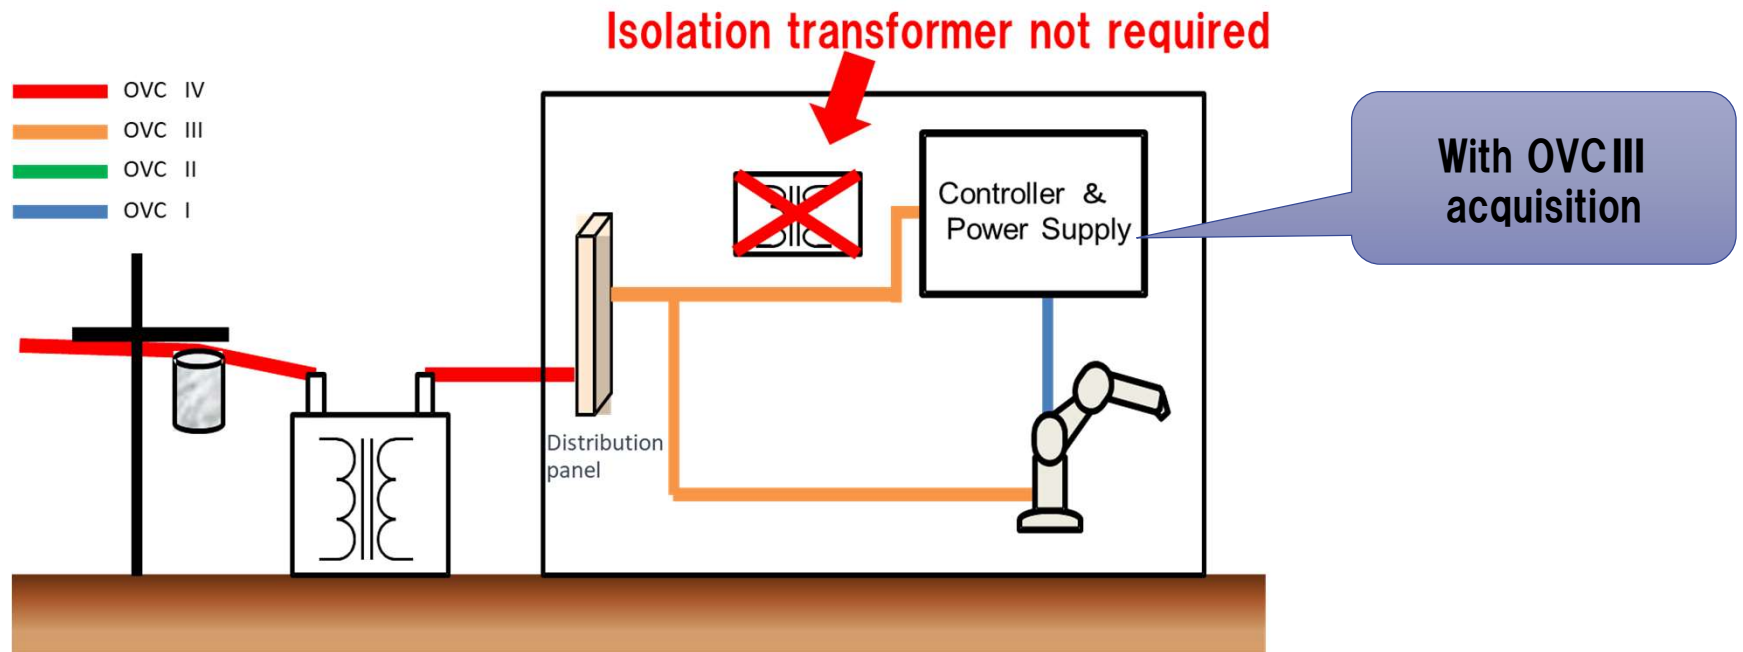 Isolation transformer not required
OVC IV
OVC III
OVC II
OVC I
Controller &
Power Supply
With OVCⅢ
acquisition
Distribution
panel